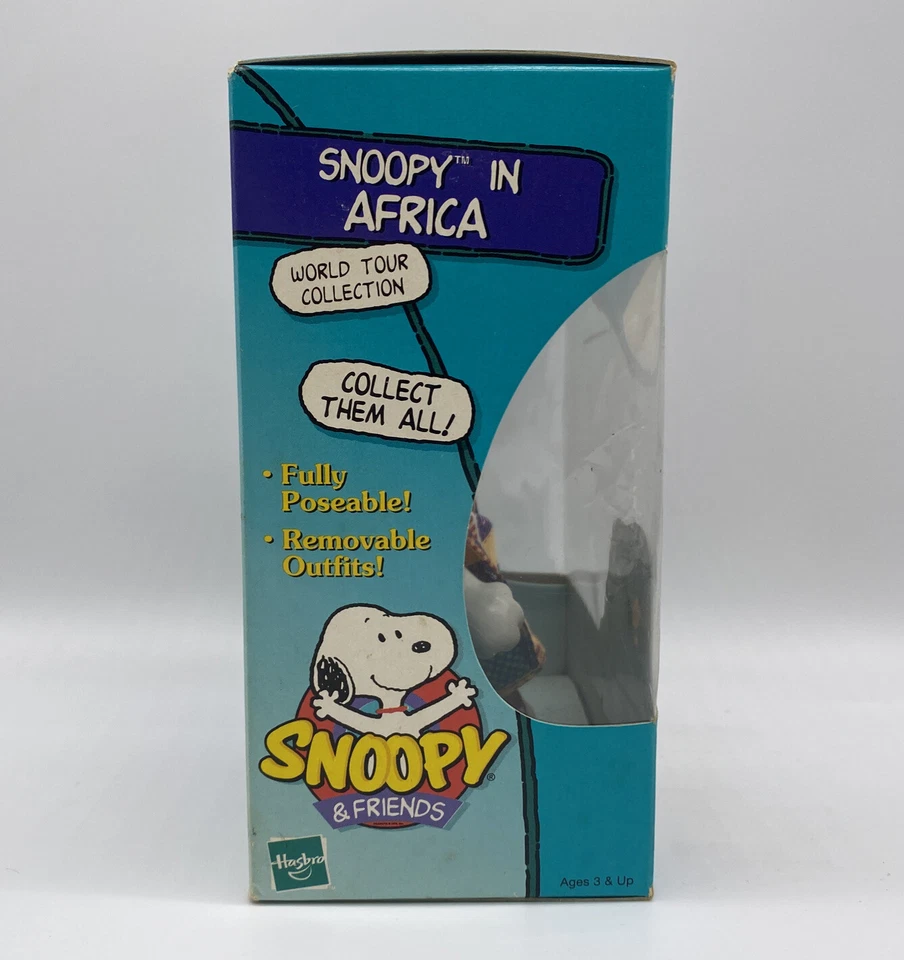 SNOOPY™ IN
AFRICA
WORLD TOUR
COLLECTION
COLLECT
THEM ALL!
• Fully
Poseable!
• Removable
Outfits!
SNOOPY®
& FRIENDS
Hasbro
Ages 3 & Up